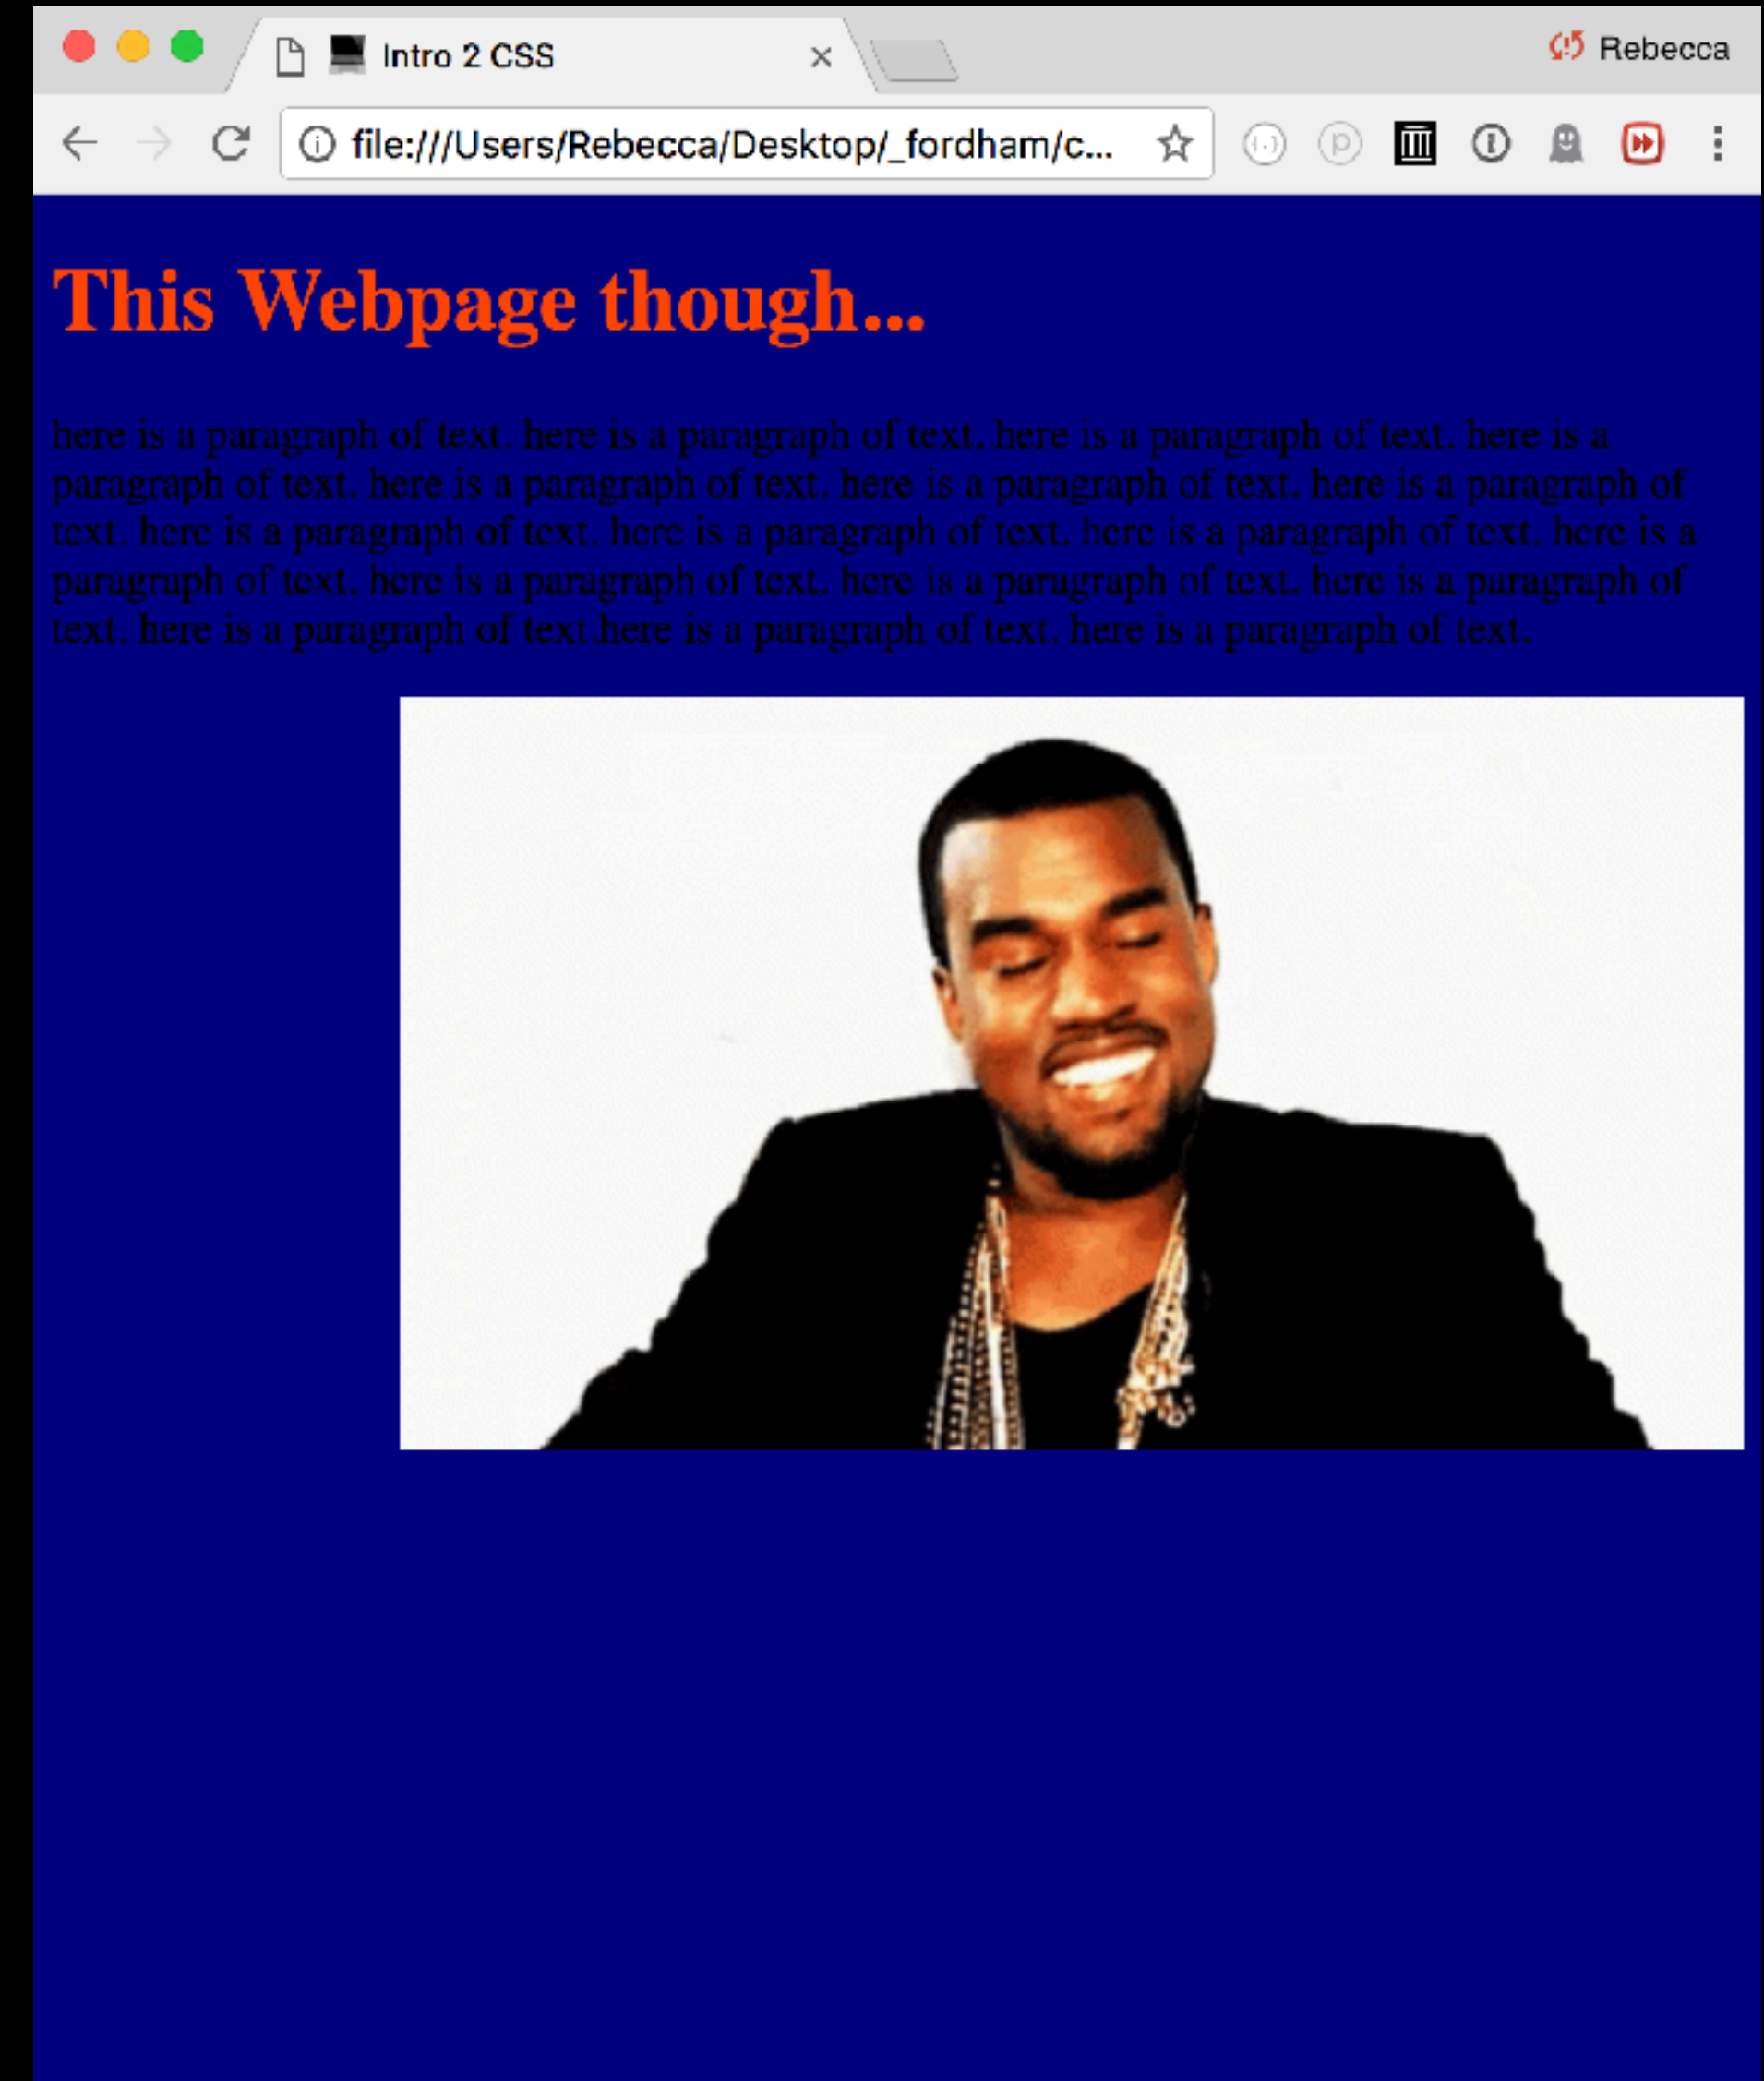 Intro 2 CSS
Rebecca
file:///Users/Rebecca/Desktop/_fordham/c...
This Webpage though...
here is a paragraph of text. here is a paragraph of text. here is a paragraph of text. here is a
paragraph of text. here is a paragraph of text. here is a paragraph of text. here is a paragraph of
text. here is a paragraph of text. here is a paragraph of text. here is a paragraph of text. here is a
paragraph of text. here is a paragraph of text. here is a paragraph of text. here is a paragraph of
text. here is a paragraph of text.here is a paragraph of text. here is a paragraph of text.